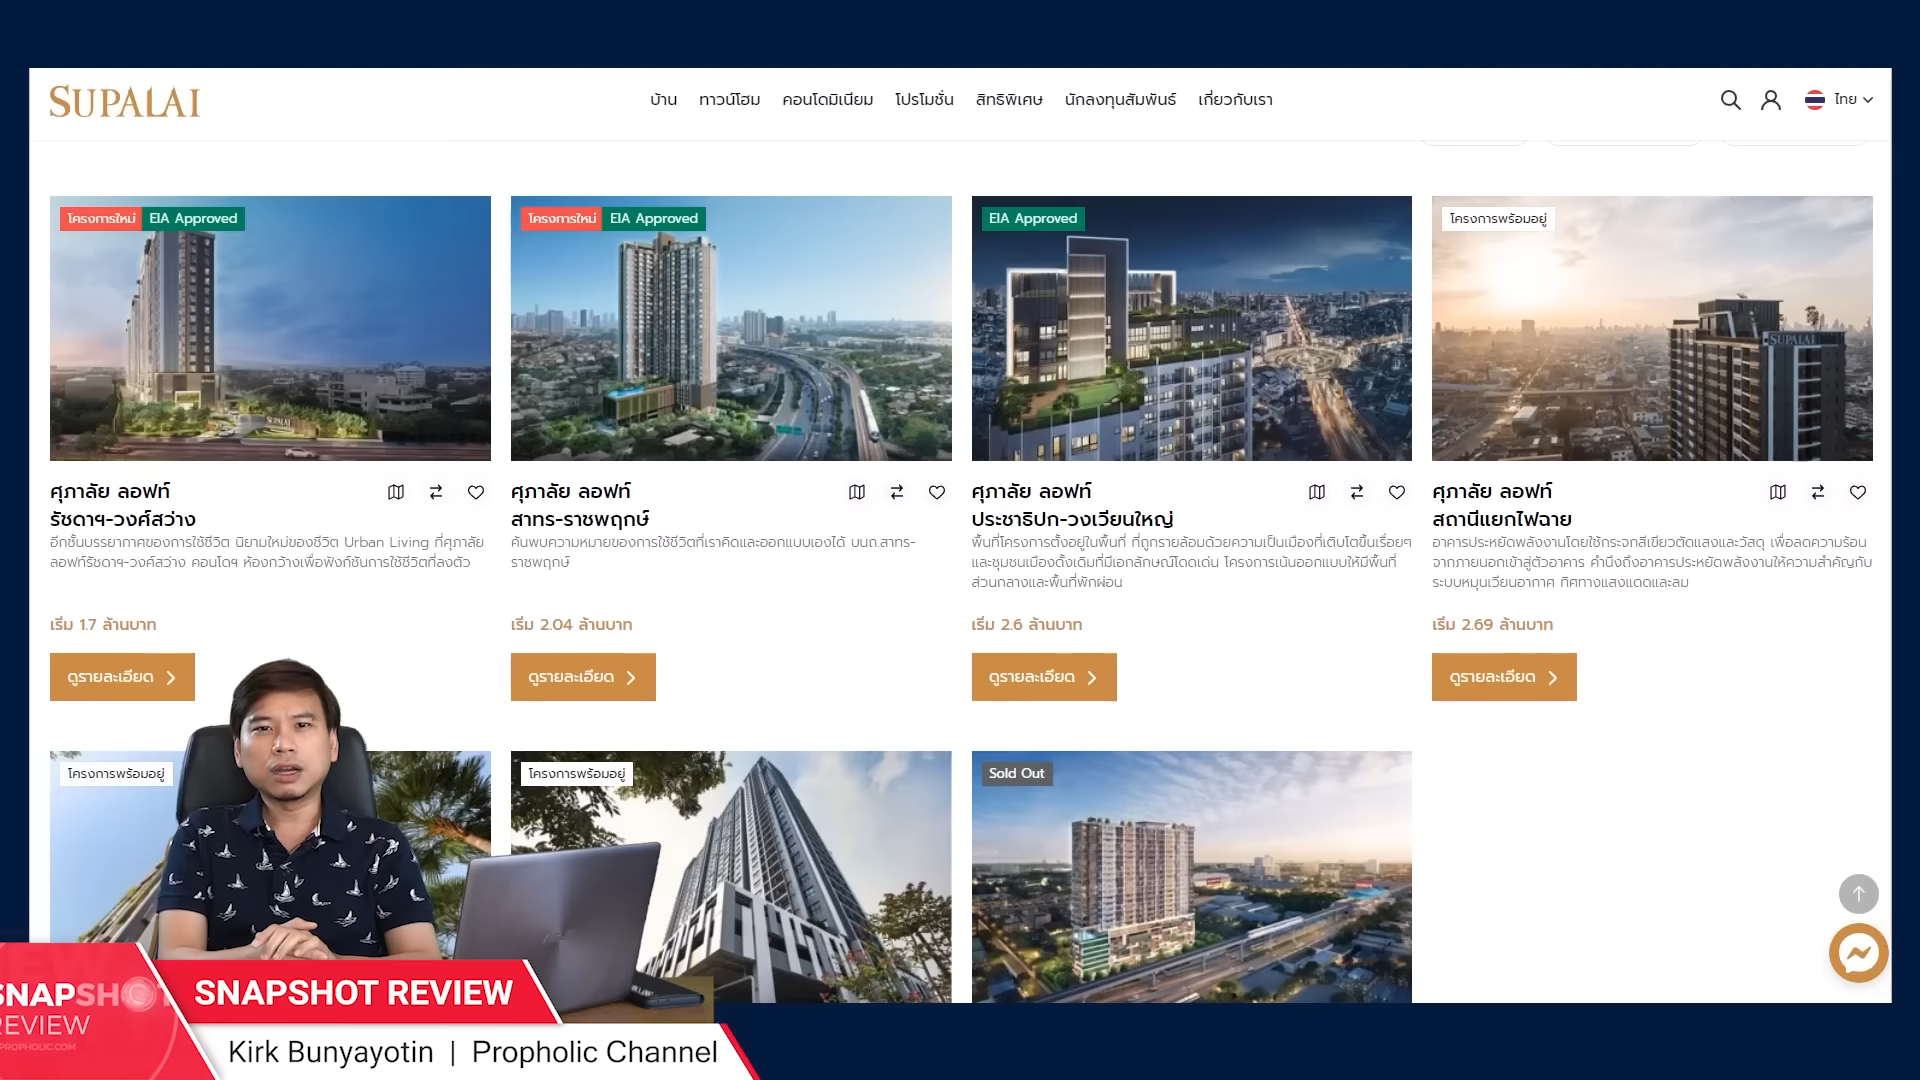 SUPALAI
บ้าน ทาวน์โฮม คอนโดมิเนียม โปรโมชั่น สิทธิพิเศษ นักลงทุนสัมพันธ์ เกี่ยวกับเรา
ไทย
โครงการใหม่ EIA Approved
SUPALAI
ศุภาลัย ลอฟท์
รัชดาฯ-วงศ์สว่าง
อีกชั้นบรรยากาศของการใช้ชีวิต นิยามใหม่ของชีวิต Urban Living ที่ศุภาลัย
ลอฟท์รัชดาฯ-วงศ์สว่าง คอนโดฯ ห้องกว้างเพื่อฟังก์ชันการใช้ชีวิตที่ลงตัว
เริ่ม 1.7 ล้านบาท
ดูรายละเอียด
โครงการใหม่ EIA Approved
ศุภาลัย ลอฟท์
สาทร-ราชพฤกษ์
ค้นพบความหมายของการใช้ชีวิตที่เราคิดและออกแบบเองได้ บนถ.สาทร-
ราชพฤกษ์
เริ่ม 2.04 ล้านบาท
ดูรายละเอียด
EIA Approved
ศุภาลัย ลอฟท์
ประชาธิปก-วงเวียนใหญ่
พื้นที่โครงการตั้งอยู่ในพื้นที่ ที่ถูกรายล้อมด้วยความเป็นเมืองที่เติบโตขึ้นเรื่อยๆ
และชุมชนเมืองดั้งเดิมที่มีเอกลักษณ์โดดเด่น โครงการเน้นออกแบบให้มีพื้นที่
ส่วนกลางและพื้นที่พักผ่อน
เริ่ม 2.6 ล้านบาท
ดูรายละเอียด
โครงการพร้อมอยู่
SUPALAI
ศุภาลัย ลอฟท์
สถานีแยกไฟฉาย
อาคารประหยัดพลังงานโดยใช้กระจกสีเขียวตัดแสงและวัสดุ เพื่อลดความร้อน
จากภายนอกเข้าสู่ตัวอาคาร คำนึงถึงอาคารประหยัดพลังงานให้ความสำคัญกับ
ระบบหมุนเวียนอากาศ ทิศทางแสงแดดและลม
เริ่ม 2.69 ล้านบาท
ดูรายละเอียด
โครงการพร้อมอยู่
โครงการพร้อมอยู่
Sold Out
SNAPSHOT
REVIEW
PROPHOLIC.COM
SNAPSHOT REVIEW
Kirk Bunyayotin | Propholic Channel